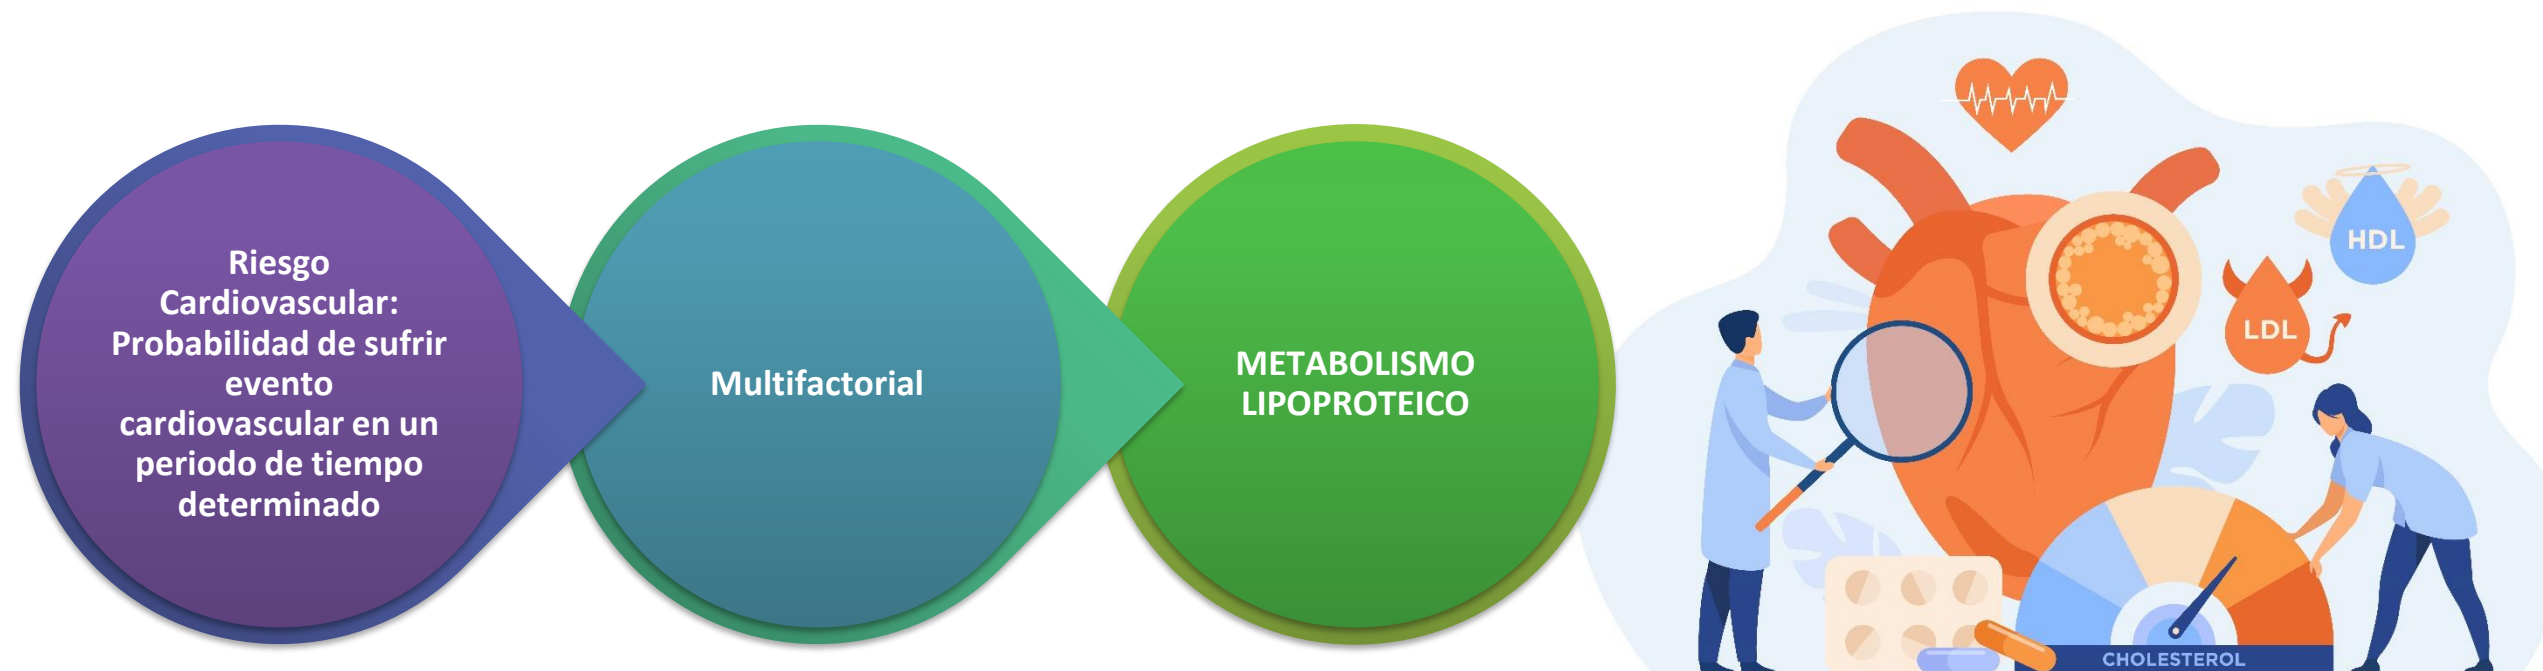 Riesgo
Cardiovascular:
Probabilidad de sufrir
evento
cardiovascular en un
periodo de tiempo
determinado
Multifactorial
METABOLISMO
LIPOPROTEICO
HDL
LDL
CHOLESTEROL